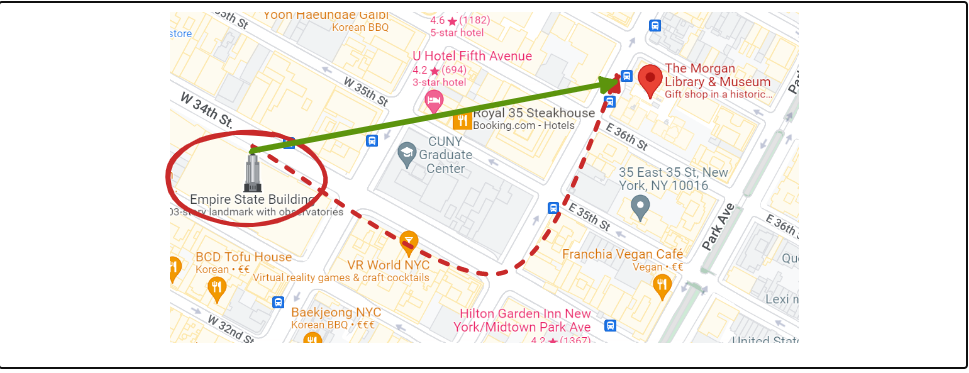 Yoon Haeundae Galbi
Korean BBQ
4.6 ★ (1182)
5-star hotel
W 35th St
store
U Hotel Fifth Avenue
4.2 ★ (694)
3-star hotel
The Morgan
Library & Museum
Gift shop in a historic...
W 35th St
W 34th St.
Royal 35 Steakhouse
Booking.com - Hotels
CUNY
Graduate
Center
E 36th St
35 East 35 St, New
York, NY 10016
Empire State Building
03-story landmark with observatories
E 35th St
Park Ave
E 36th
BCD Tofu House
Korean • €€
VR World NYC
Virtual reality games & craft cocktails
Franchia Vegan Café
Vegan • €€
Lexi n
Baekjeong NYC
Korean BBQ • €€€
W 32nd St
Hilton Garden Inn New
York/Midtown Park Ave
4.2 ★ (1367)
United Stat